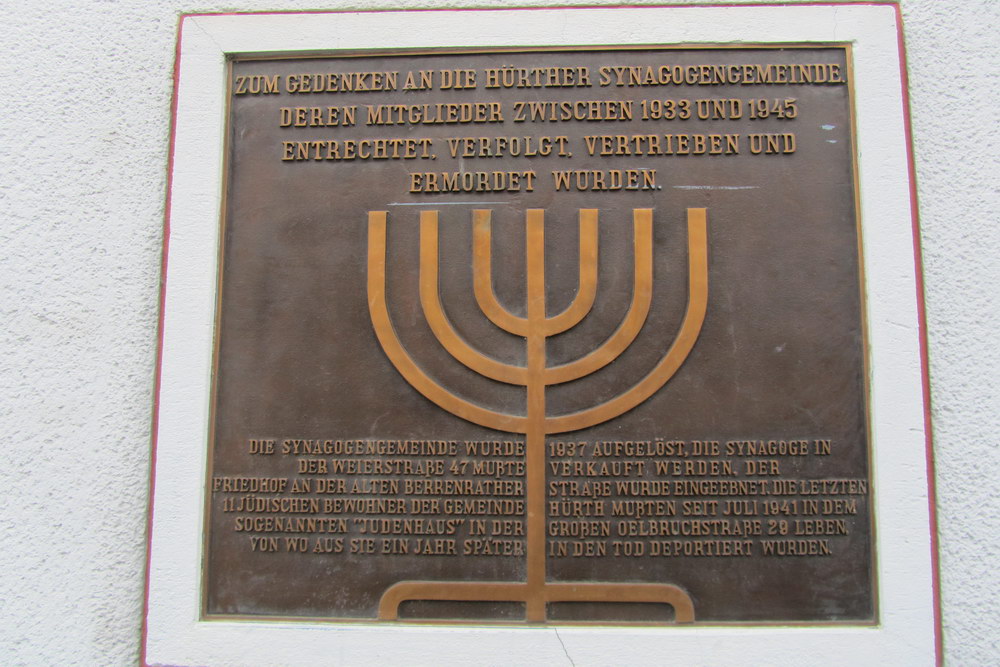 ZUM GEDENKEN AN DIE HÜRTHER SYNAGOGENGEMEINDE.
DEREN MITGLIEDER ZWISCHEN 1933 UND 1945
ENTRECHTET. VERFOLGT. VERTRIEBEN UND
ERMORDET WURDEN.
DIE SYNAGOGENGEMEINDE WURDE 1937 AUFGELÖST, DIE SYNAGOGE IN
DER WEIERSTRAßE 47 MUßTE VERKAUFT. WERDEN. DER
FRIEDHOF AN DER ALTEN BERRENRATHER STRAßE WURDE EINGEEBNET. DIE LETZTEN
11 JÜDISCHEN BEWOHNER DER GEMEINDE HÜRTH MUßTEN SEIT JULI 1941 IN DEM
SOGENANNTEN "JUDENHAUS" IN DER GROßEN OELBRUCHSTRAßE 29 LEBEN.
VON WO AUS SIE EIN JAHR SPÄTER IN DEN TOD DEPORTIERT WURDEN.